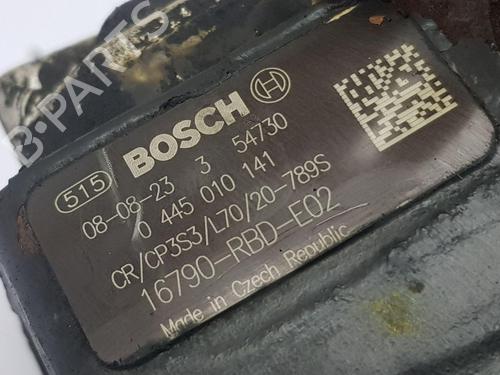 B-PARTS
515 BOSCH
08-08-23 3 54730
0 445 010 141
CR/CP3S3/L70/20-789S
16790-RBD-E02
Made in Czech Republic